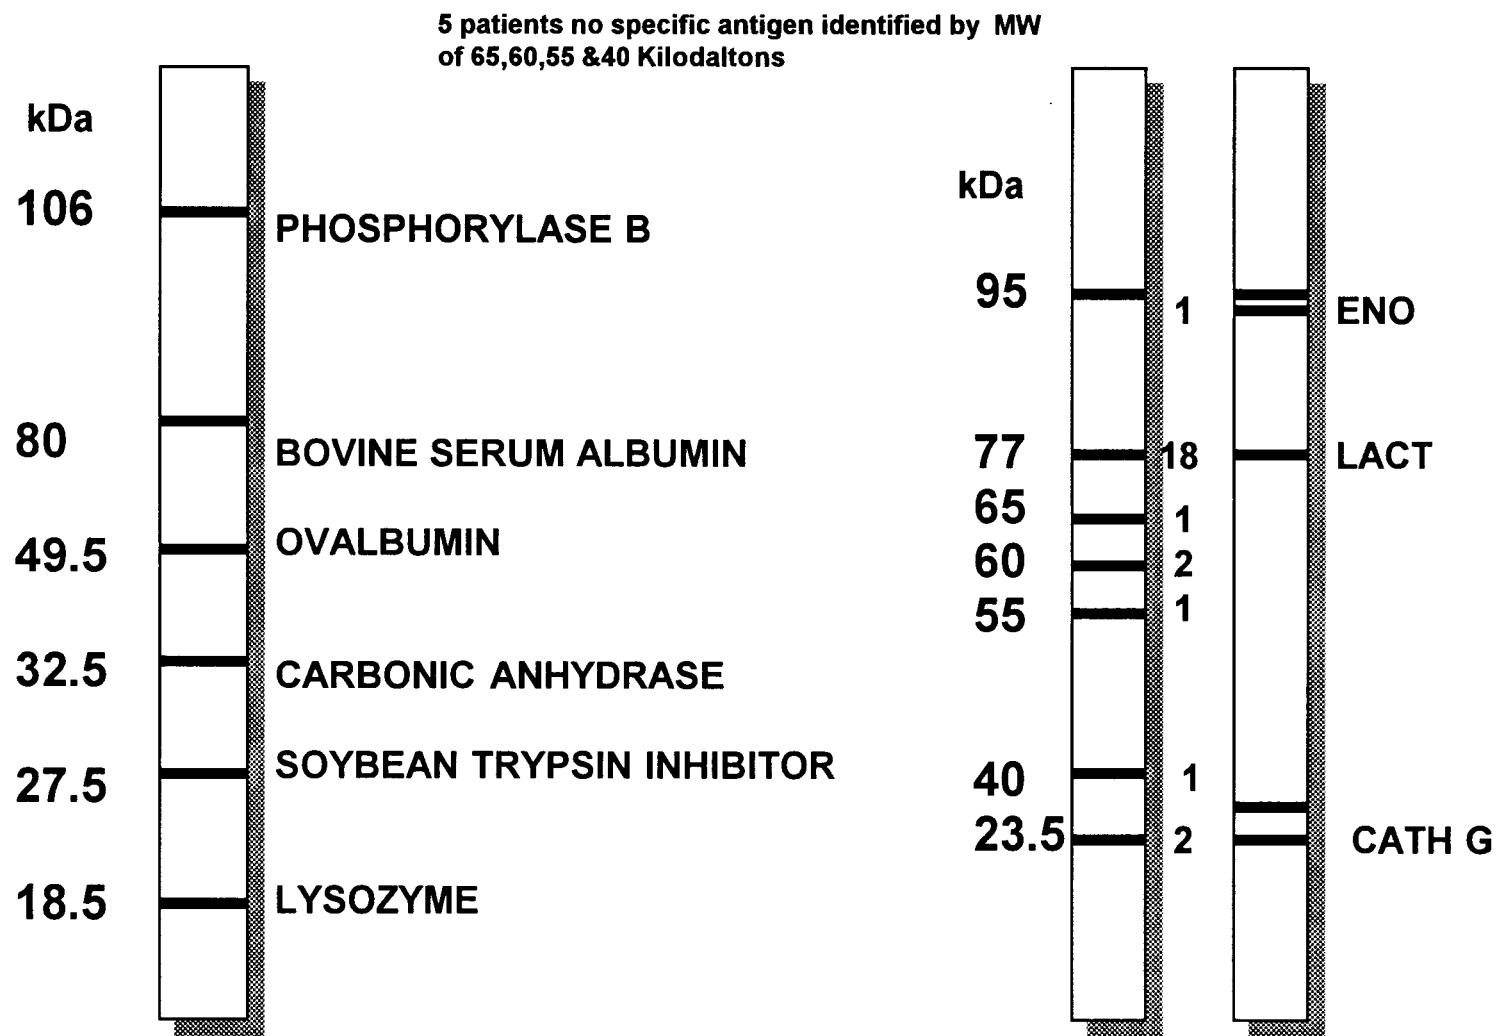 5 patients no specific antigen identified by MW
of 65,60,55 &40 Kilodaltons
kDa
106
PHOSPHORYLASE B
80
BOVINE SERUM ALBUMIN
49.5
OVALBUMIN
32.5
CARBONIC ANHYDRASE
27.5
SOYBEAN TRYPSIN INHIBITOR
18.5
LYSOZYME
kDa
95
1
ENO
77
18
LACT
65
1
60
2
55
1
40
1
23.5
2
CATH G